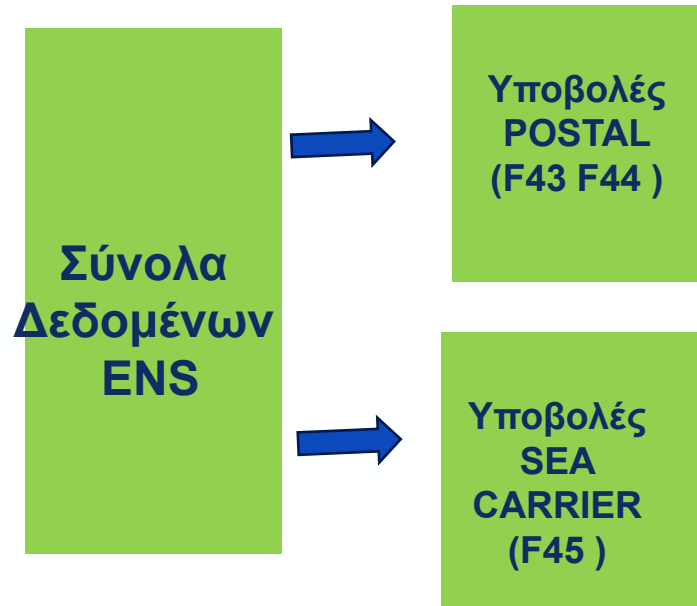 Σύνολα
Δεδομένων
ENS
Υποβολές
POSTAL
(F43 F44 )
Υποβολές
SEA
CARRIER
(F45 )